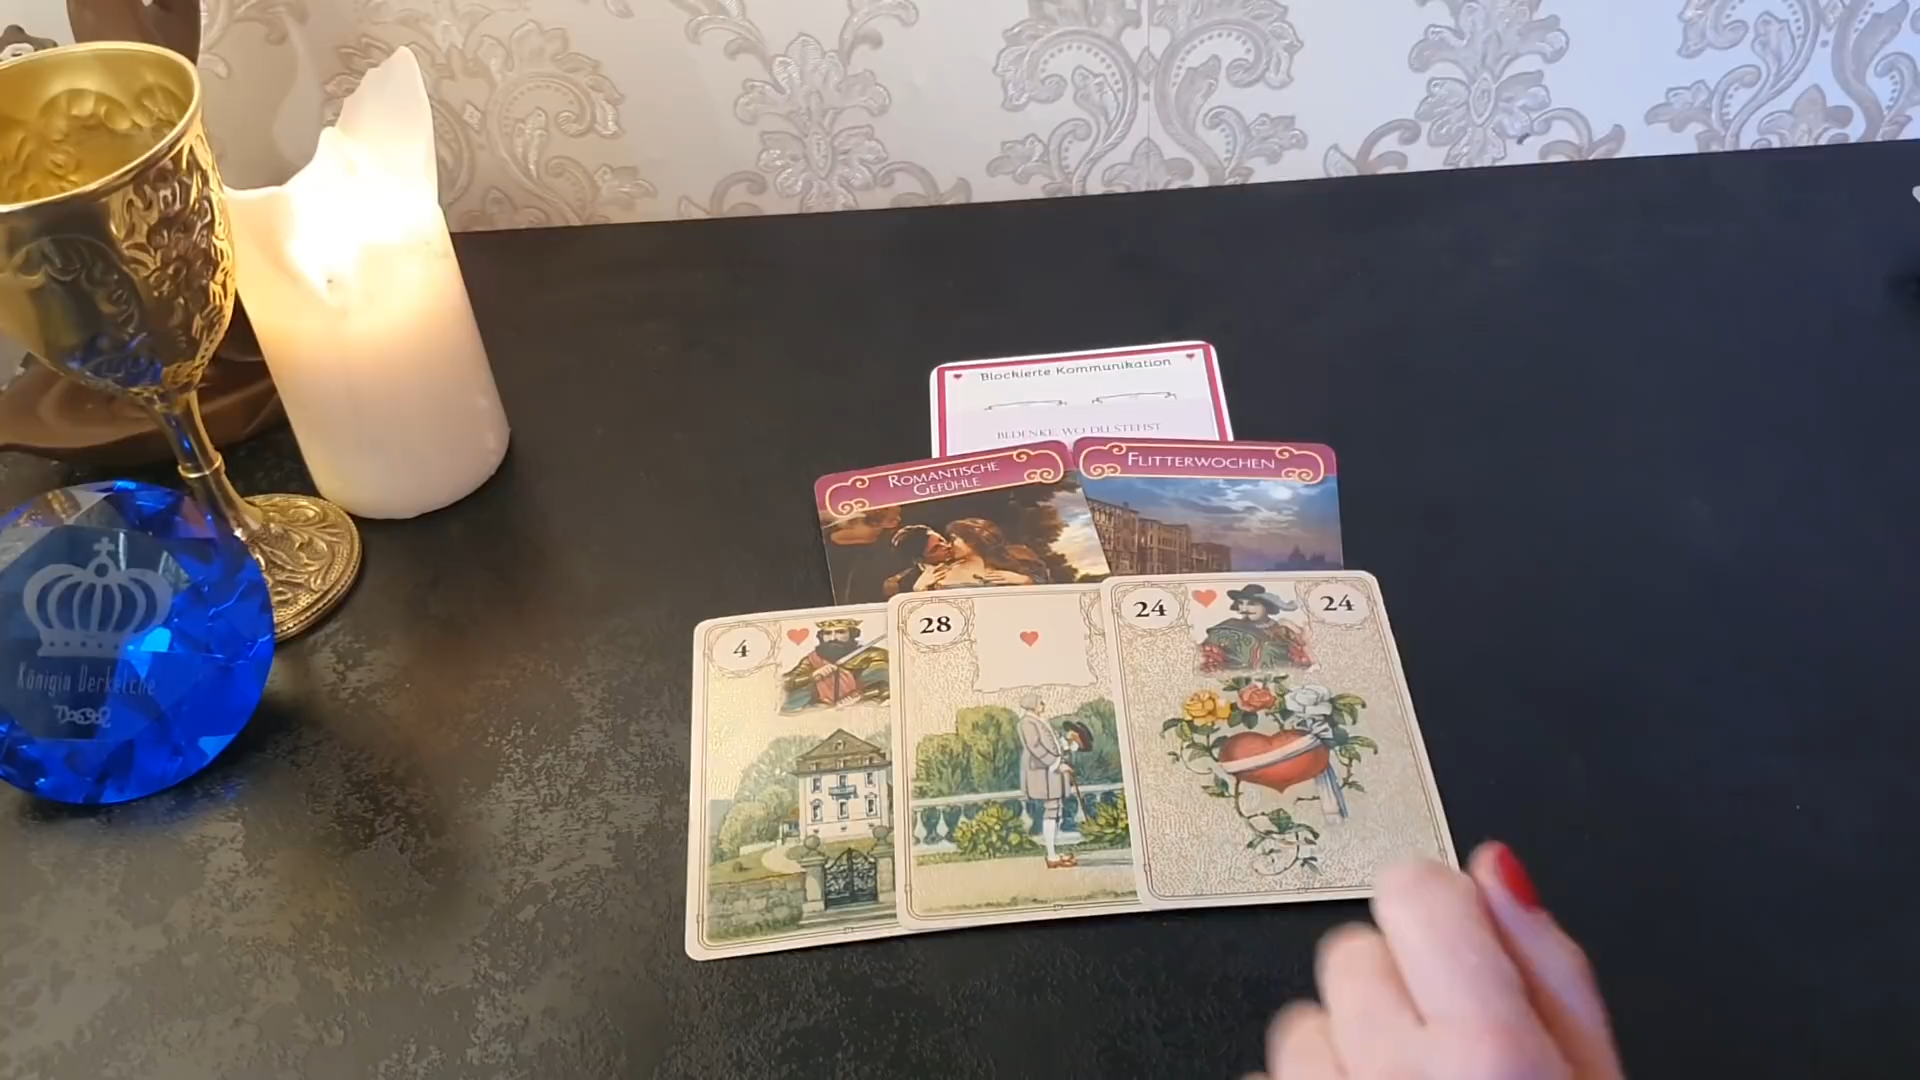 Blockierte Kommunikation
BEDENKE, WO DU STEHST
ROMANTISCHE
GEFÜHLE
FLITTERWOCHEN
4
28
24
24
Königin Derkelche